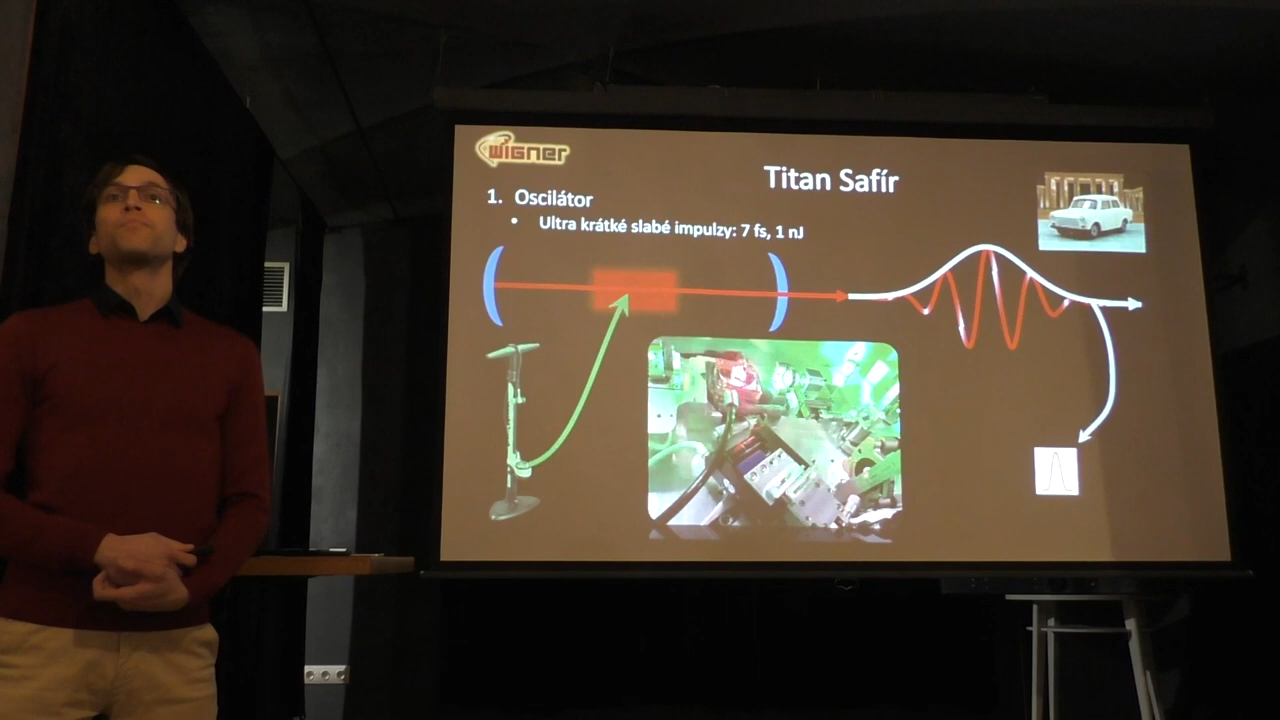 wigner
Titan Safír
1. Oscilátor
• Ultra krátké slabé impulzy: 7 fs, 1 nJ